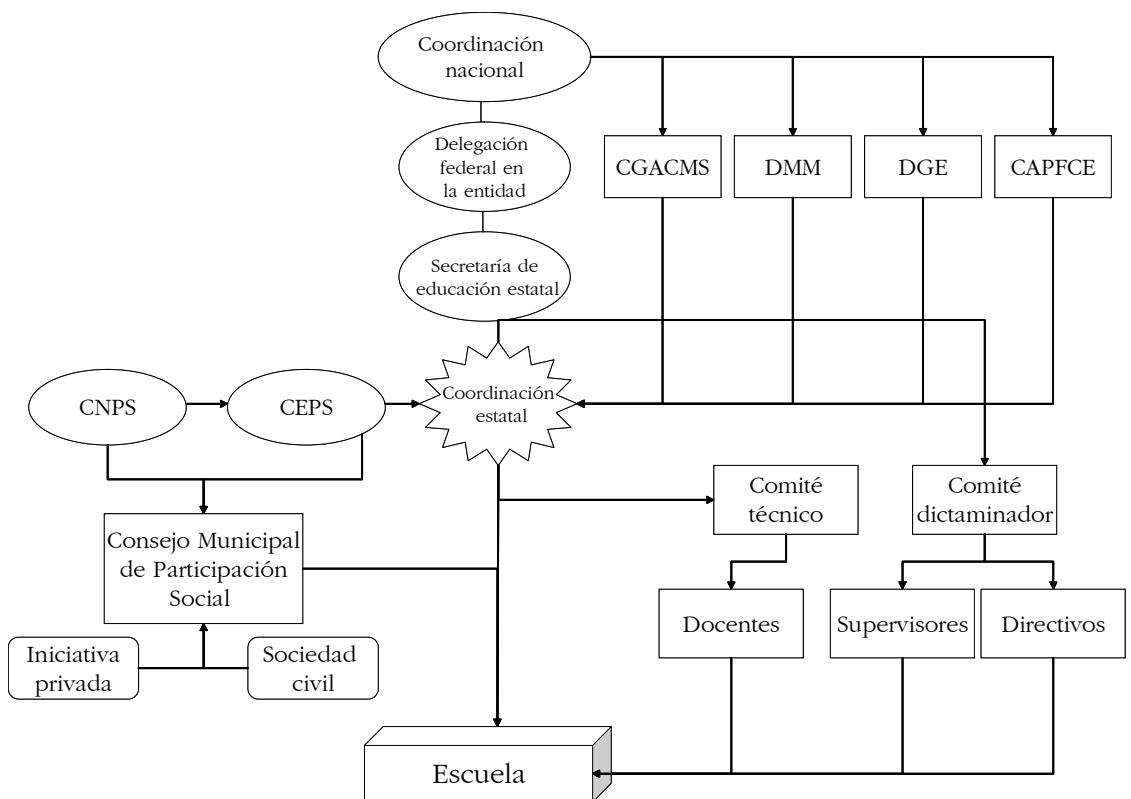 Coordinación
nacional
Delegación
federal en
la entidad
CGACMS
DMM
DGE
CAPFCE
Secretaría de
educación estatal
CNPS
CEPS
Coordinación
estatal
Comité
técnico
Comité
dictaminador
Consejo Municipal
de Participación
Social
Docentes
Supervisores
Directivos
Iniciativa
privada
Sociedad
civil
Escuela